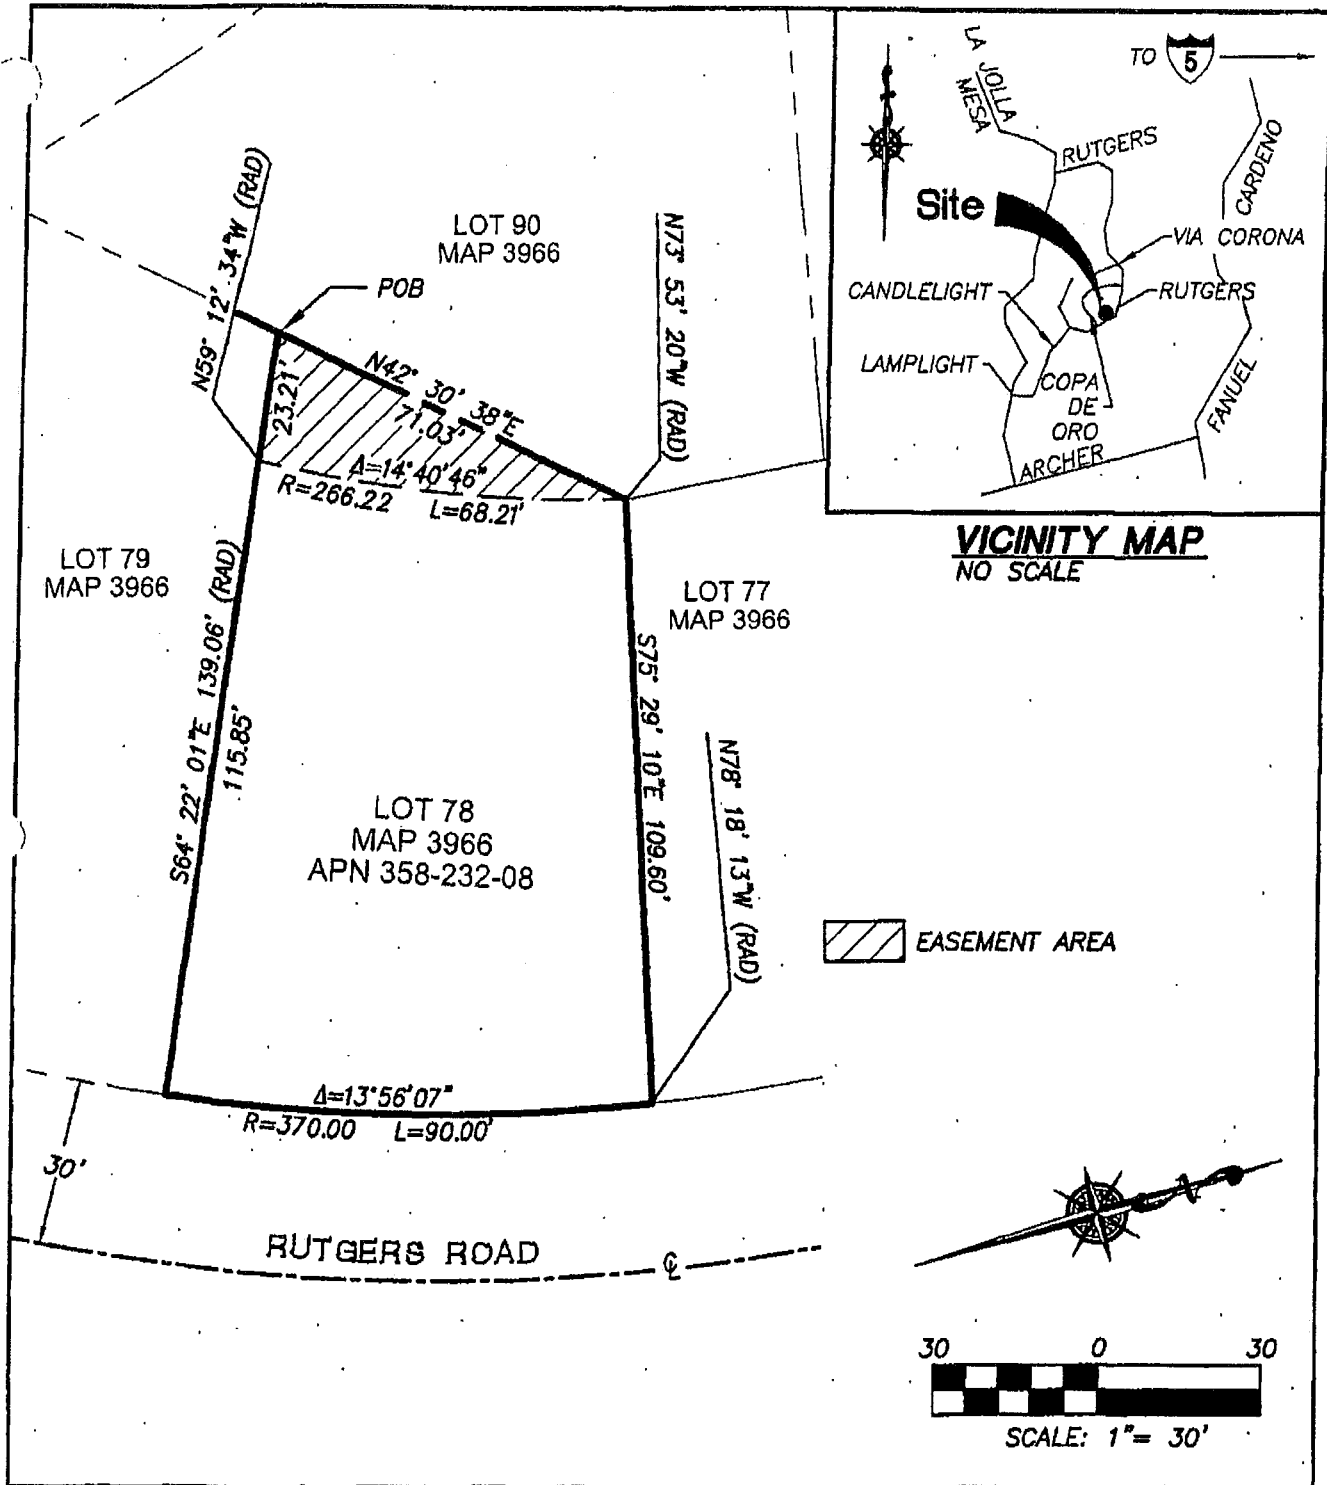 LA JOLLA
MESA
TO 5
RUTGERS
CARDENO
Site
VIA CORONA
CANDLELIGHT
RUTGERS
LAMPLIGHT
COPA
DE
ORO
FANUEL
ARCHER
VICINITY MAP
NO SCALE
LOT 90
MAP 3966
POB
N59° 12' 34"W (RAD)
N73° 53' 20"W (RAD)
23.21'
N42° 30' 38"E
71.03'
Δ=14°40'46"
R=266.22 L=68.21'
LOT 79
MAP 3966
LOT 77
MAP 3966
S64° 22' 01"E 139.06' (RAD)
115.85'
S75° 29' 10"E 109.60'
N78° 18' 13"W (RAD)
LOT 78
MAP 3966
APN 358-232-08
EASEMENT AREA
Δ=13°56'07"
R=370.00 L=90.00'
30'
RUTGERS ROAD
℄
30 0 30
SCALE: 1"= 30'